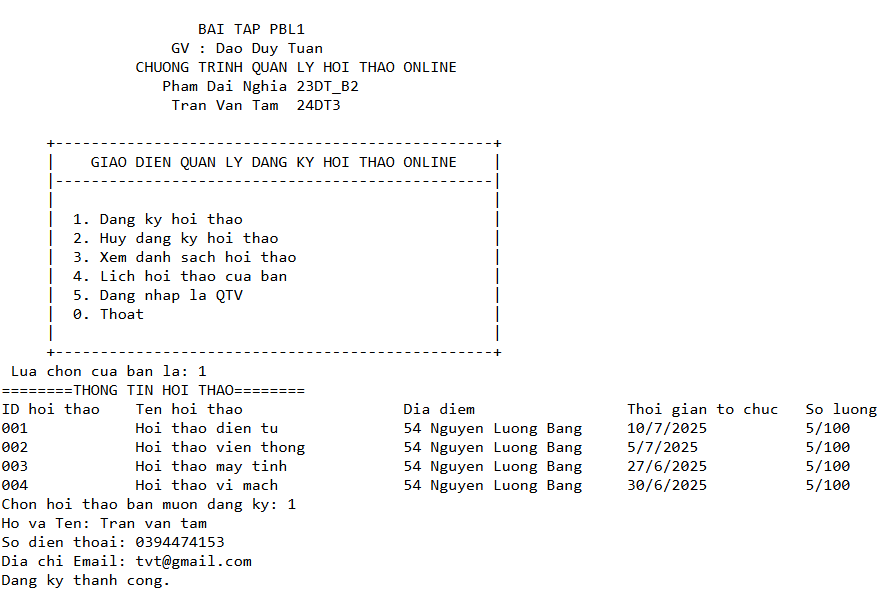 BAI TAP PBL1
GV : Dao Duy Tuan
CHUONG TRINH QUAN LY HOI THAO ONLINE
Pham Dai Nghia 23DT_B2
Tran Van Tam  24DT3
+-------------------------------------------------+
|    GIAO DIEN QUAN LY DANG KY HOI THAO ONLINE    |
|-------------------------------------------------|
|                                                 |
|  1. Dang ky hoi thao                            |
|  2. Huy dang ky hoi thao                        |
|  3. Xem danh sach hoi thao                      |
|  4. Lich hoi thao cua ban                       |
|  5. Dang nhap la QTV                            |
|  0. Thoat                                       |
|                                                 |
+-------------------------------------------------+
Lua chon cua ban la: 1
========THONG TIN HOI THAO========
ID hoi thao    Ten hoi thao                  Dia diem                 Thoi gian to chuc   So luong
001            Hoi thao dien tu              54 Nguyen Luong Bang     10/7/2025           5/100
002            Hoi thao vien thong           54 Nguyen Luong Bang     5/7/2025            5/100
003            Hoi thao may tinh             54 Nguyen Luong Bang     27/6/2025           5/100
004            Hoi thao vi mach              54 Nguyen Luong Bang     30/6/2025           5/100
Chon hoi thao ban muon dang ky: 1
Ho va Ten: Tran van tam
So dien thoai: 0394474153
Dia chi Email: tvt@gmail.com
Dang ky thanh cong.